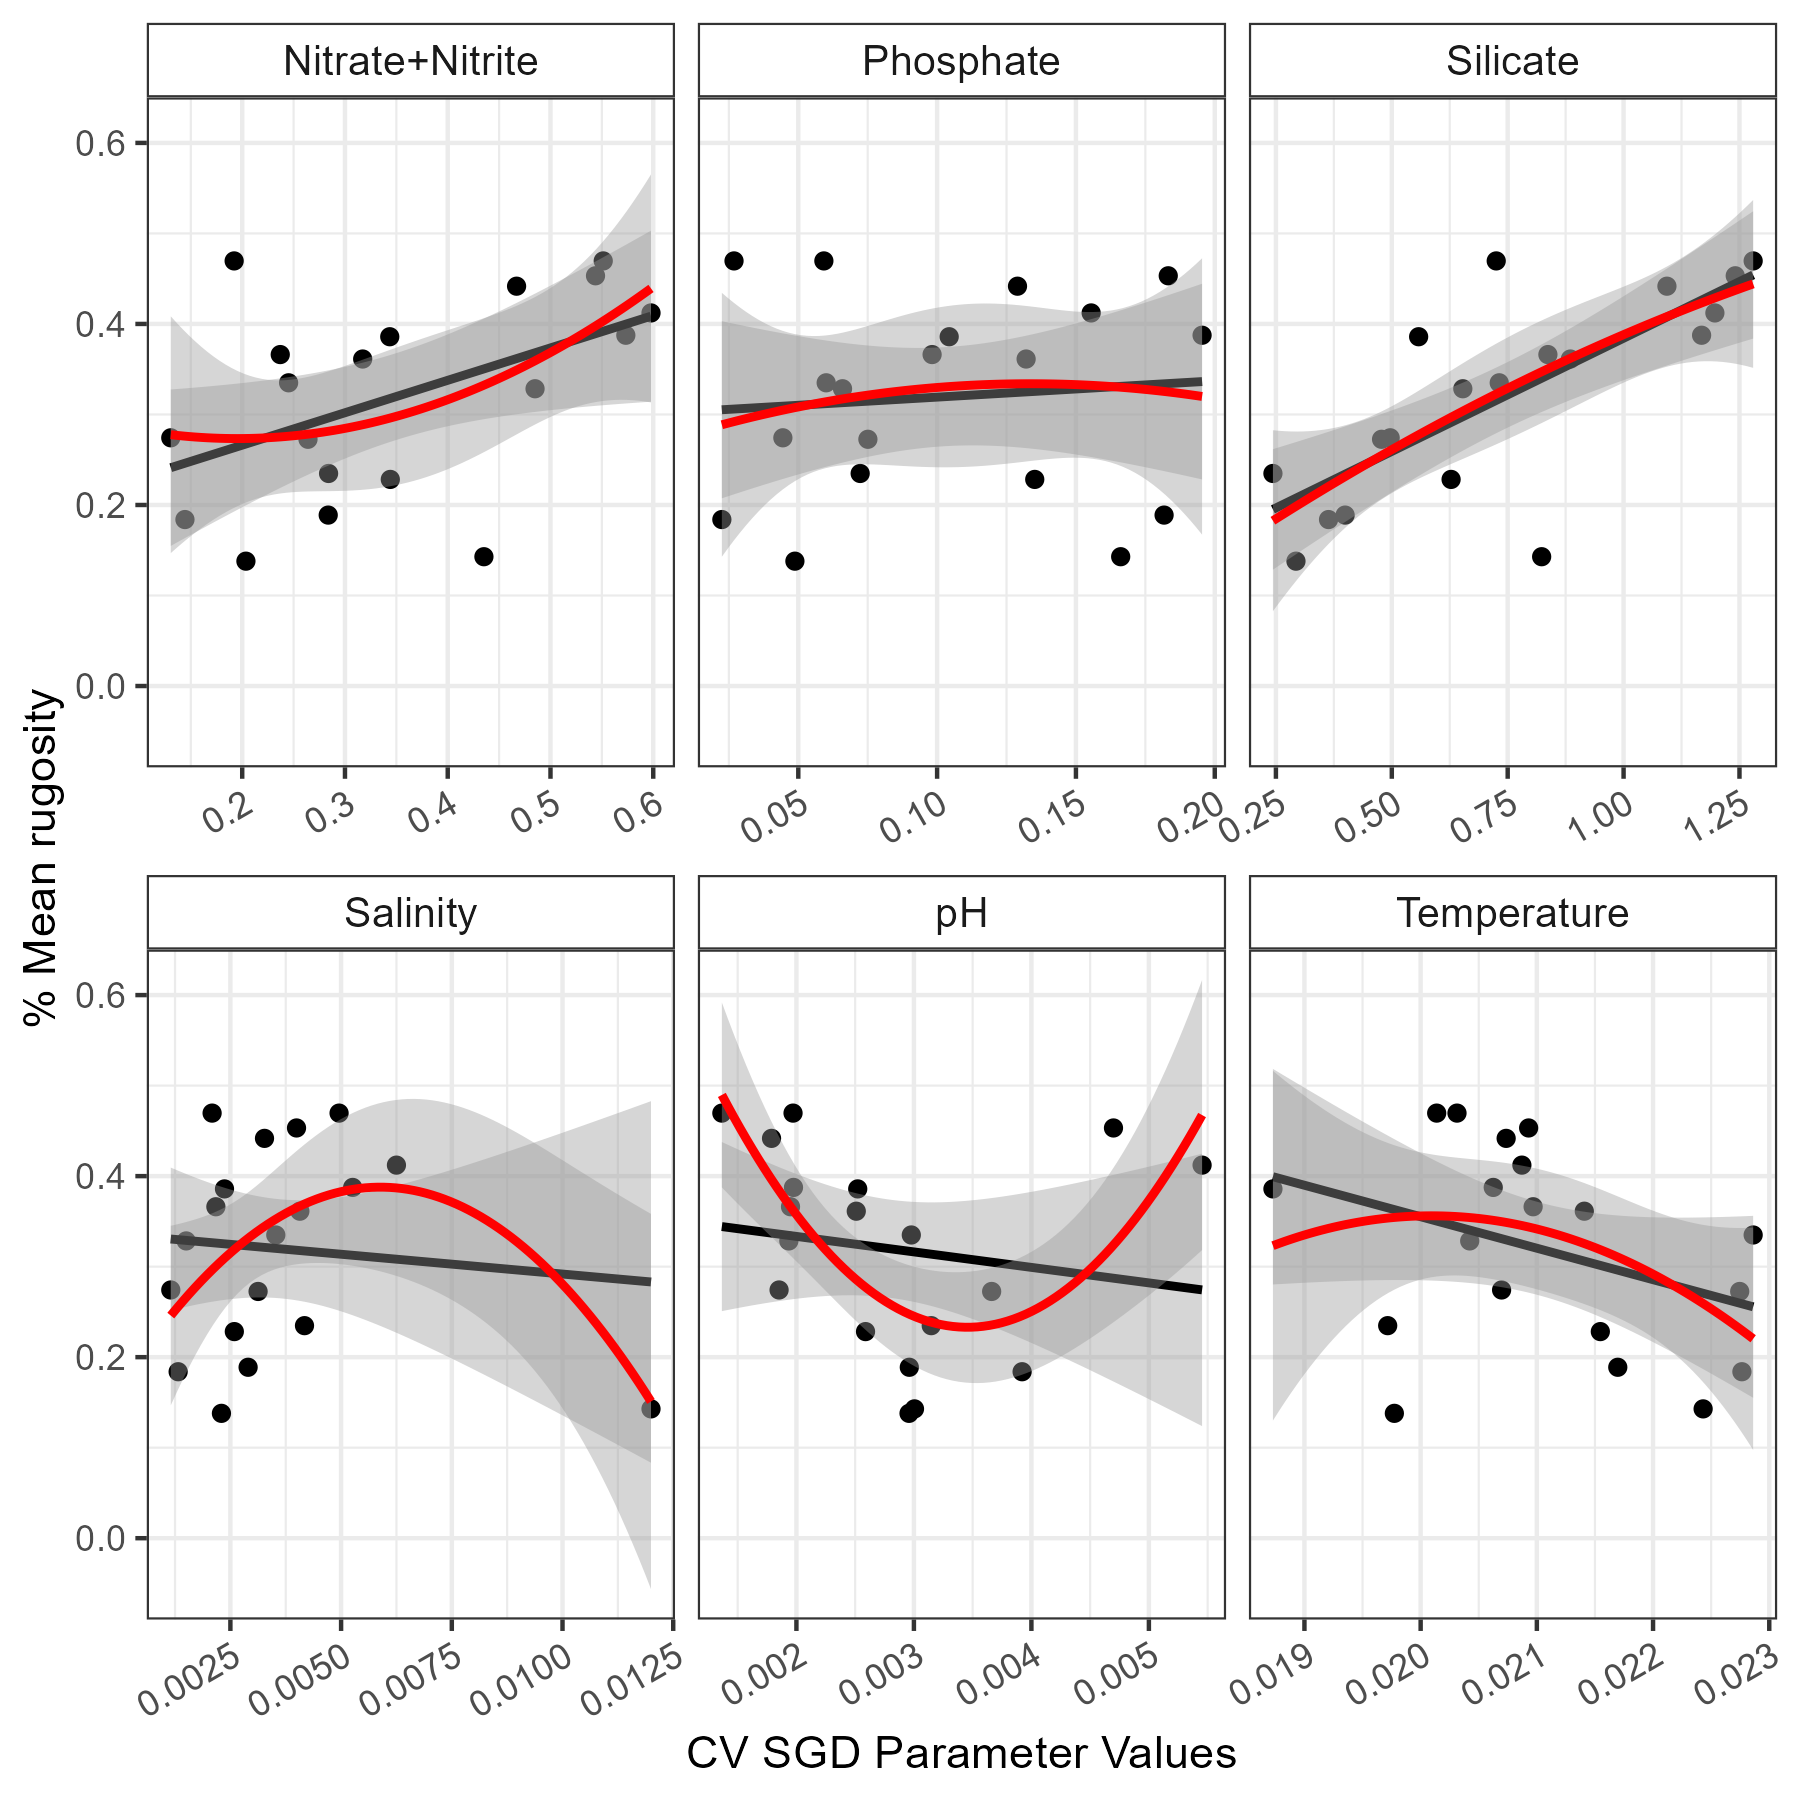 Nitrate+Nitrite Phosphate Silicate
0.6
0.4
0.2
0.0
0.2 0.3 0.4 0.5 0.6 0.05 0.10 0.15 0.20 0.25 0.50 0.75 1.00 1.25
% Mean rugosity
Salinity pH Temperature
0.6
0.4
0.2
0.0
0.0025 0.0050 0.0075 0.0100 0.0125 0.002 0.003 0.004 0.005 0.019 0.020 0.021 0.022 0.023
CV SGD Parameter Values